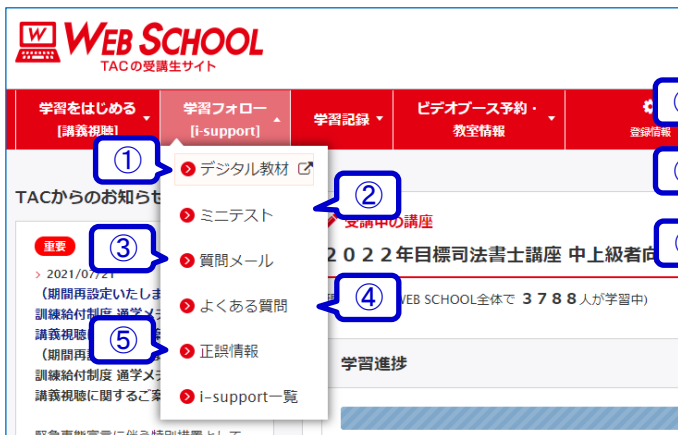 WEB SCHOOL
TACの受講生サイト
学習をはじめる
[講義視聴]
学習フォロー
[i-support]
学習記録
ビデオブース予約・
教室情報
登録情報
① デジタル教材
② ミニテスト
③ 質問メール
④ よくある質問
⑤ 正誤情報
i-support一覧
TACからのお知らせ
重要
2021/07/21
(期間再設定いたしま
訓練給付制度 通学メデ
講義視聴
(期間再
訓練給付制度 通学メデ
講義視聴に関するご案
受講中の講座
2022年目標司法書士講座 中上級者向
WEB SCHOOL全体で 3788人が学習中)
学習進捗